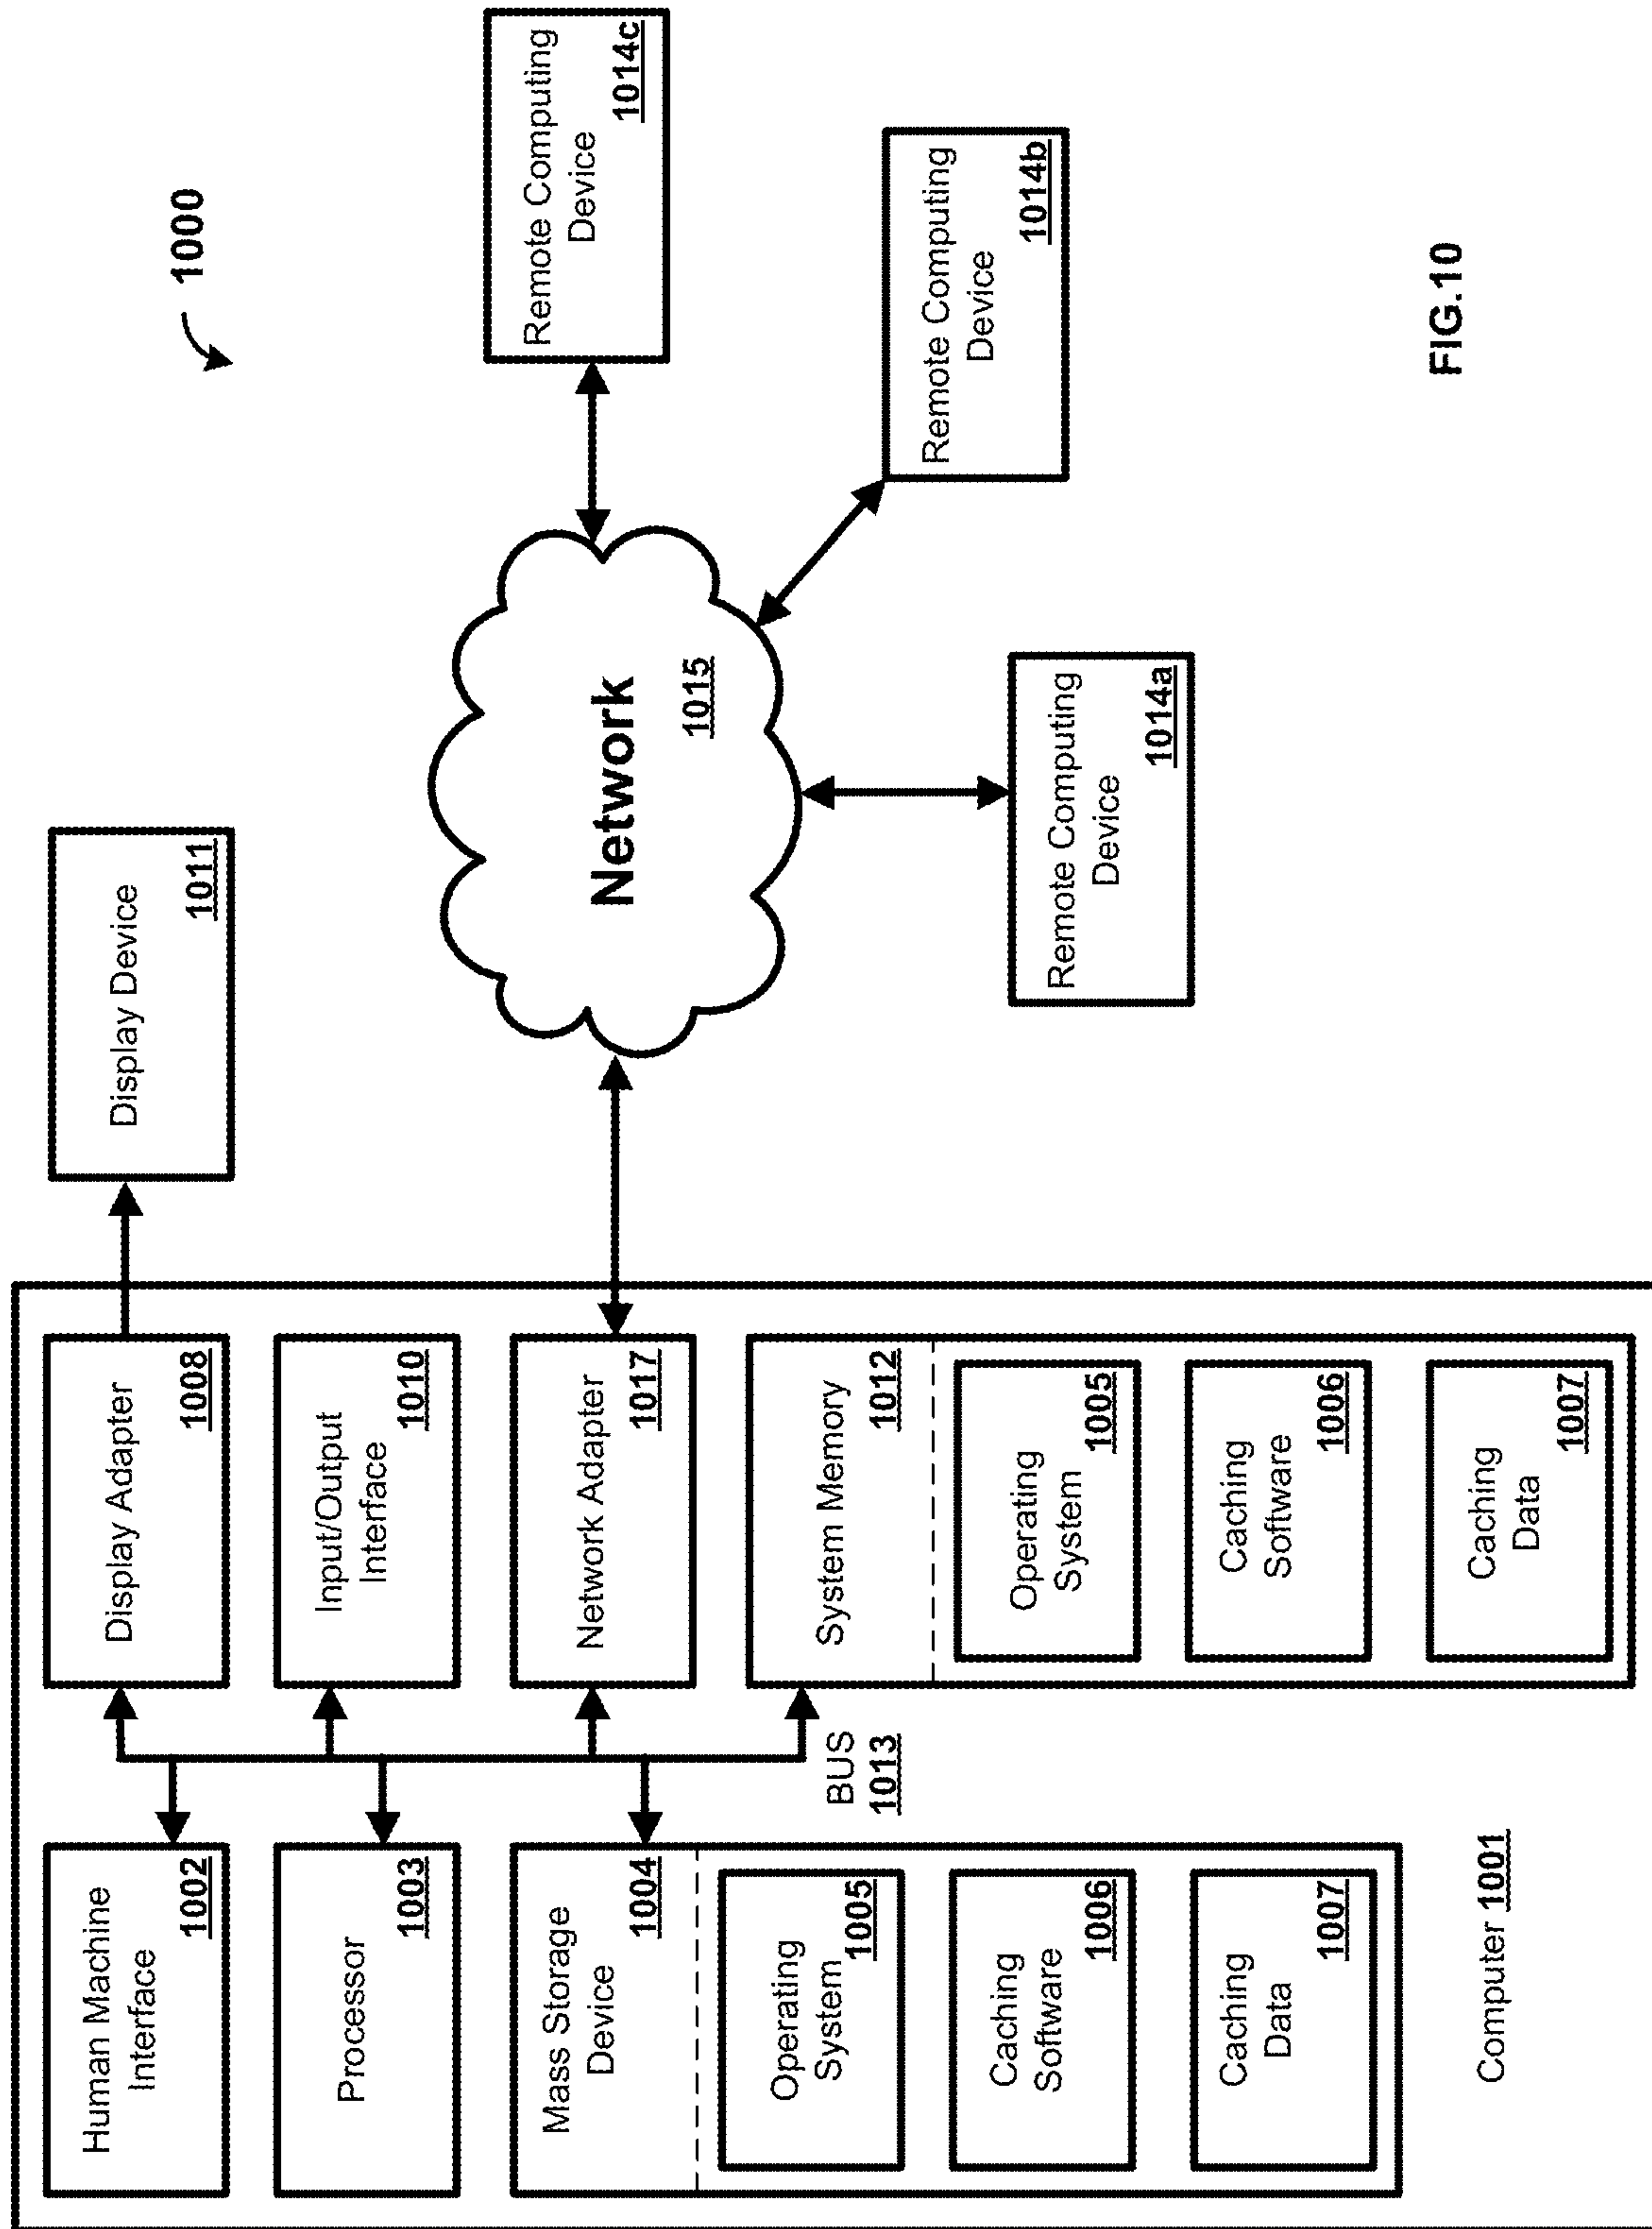 1000
Human Machine
Interface
1002
Processor
1003
Mass Storage
Device
1004
Operating
System
1005
Caching
Software
1006
Caching
Data
1007
Display Adapter
1008
Input/Output
Interface
1010
Network Adapter
1017
System Memory
1012
Operating
System
1005
Caching
Software
1006
Caching
Data
1007
BUS
1013
Computer 1001
Display Device
1011
Network
1015
Remote Computing
Device
1014a
Remote Computing
Device
1014b
Remote Computing
Device
1014c
FIG.10